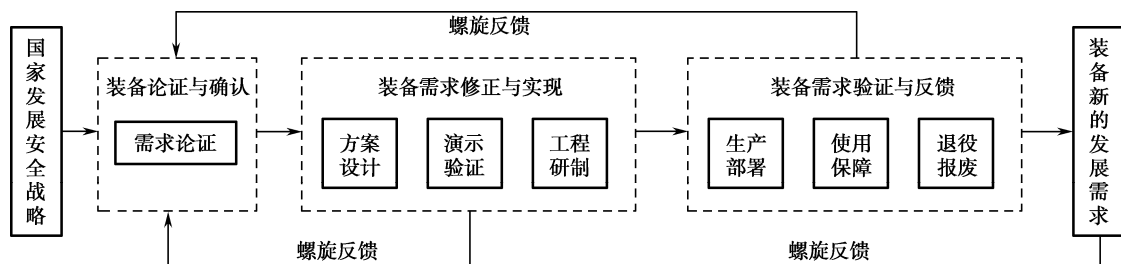 螺旋反馈
国家发展安全战略
装备论证与确认
需求论证
装备需求修正与实现
方案
设计
演示
验证
工程
研制
装备需求验证与反馈
生产
部署
使用
保障
退役
报废
装备新的发展需求
螺旋反馈
螺旋反馈